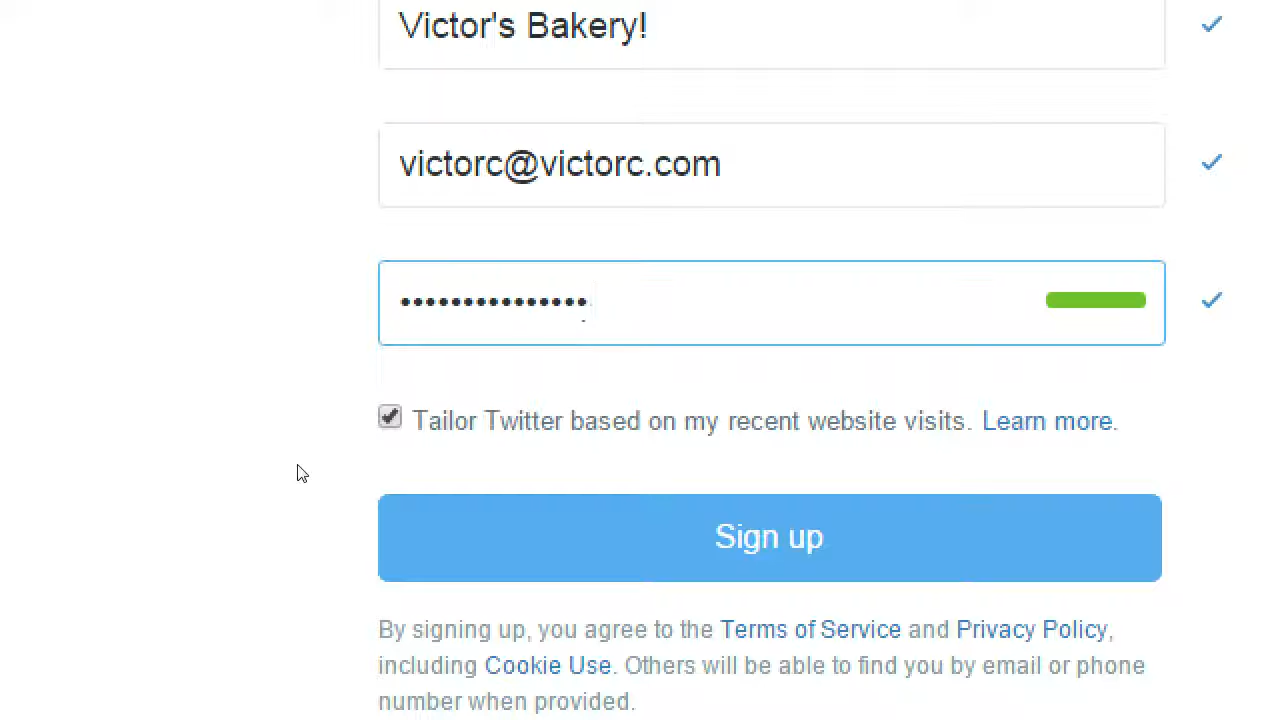 Victor's Bakery!
victorc@victorc.com
•••••••••••••••
Tailor Twitter based on my recent website visits. Learn more.
Sign up
By signing up, you agree to the Terms of Service and Privacy Policy,
including Cookie Use. Others will be able to find you by email or phone
number when provided.